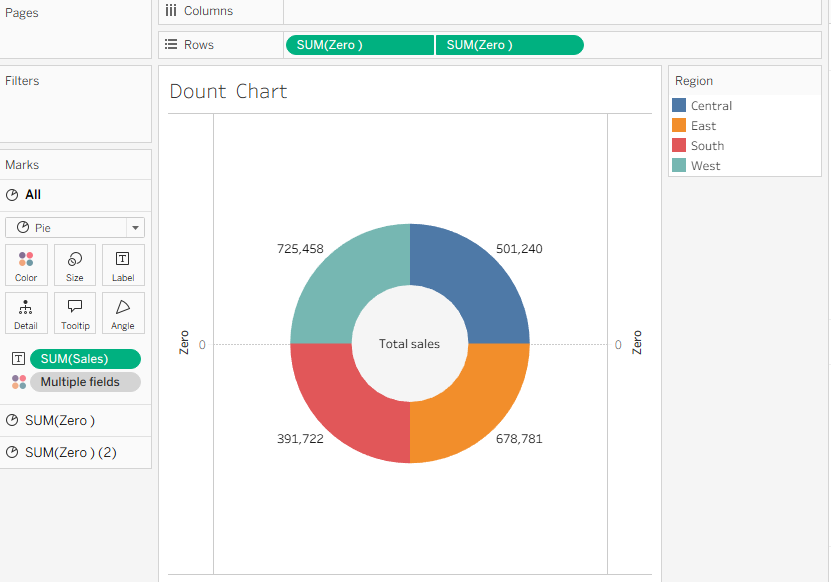 Pages
Columns
Rows
SUM(Zero ) SUM(Zero )
Filters
Marks
All
Pie
Color Size Label
Detail Tooltip Angle
SUM(Sales)
Multiple fields
SUM(Zero )
SUM(Zero ) (2)
Dount Chart
725,458 501,240
Zero 0 Total sales 0 Zero
391,722 678,781
Region
Central
East
South
West